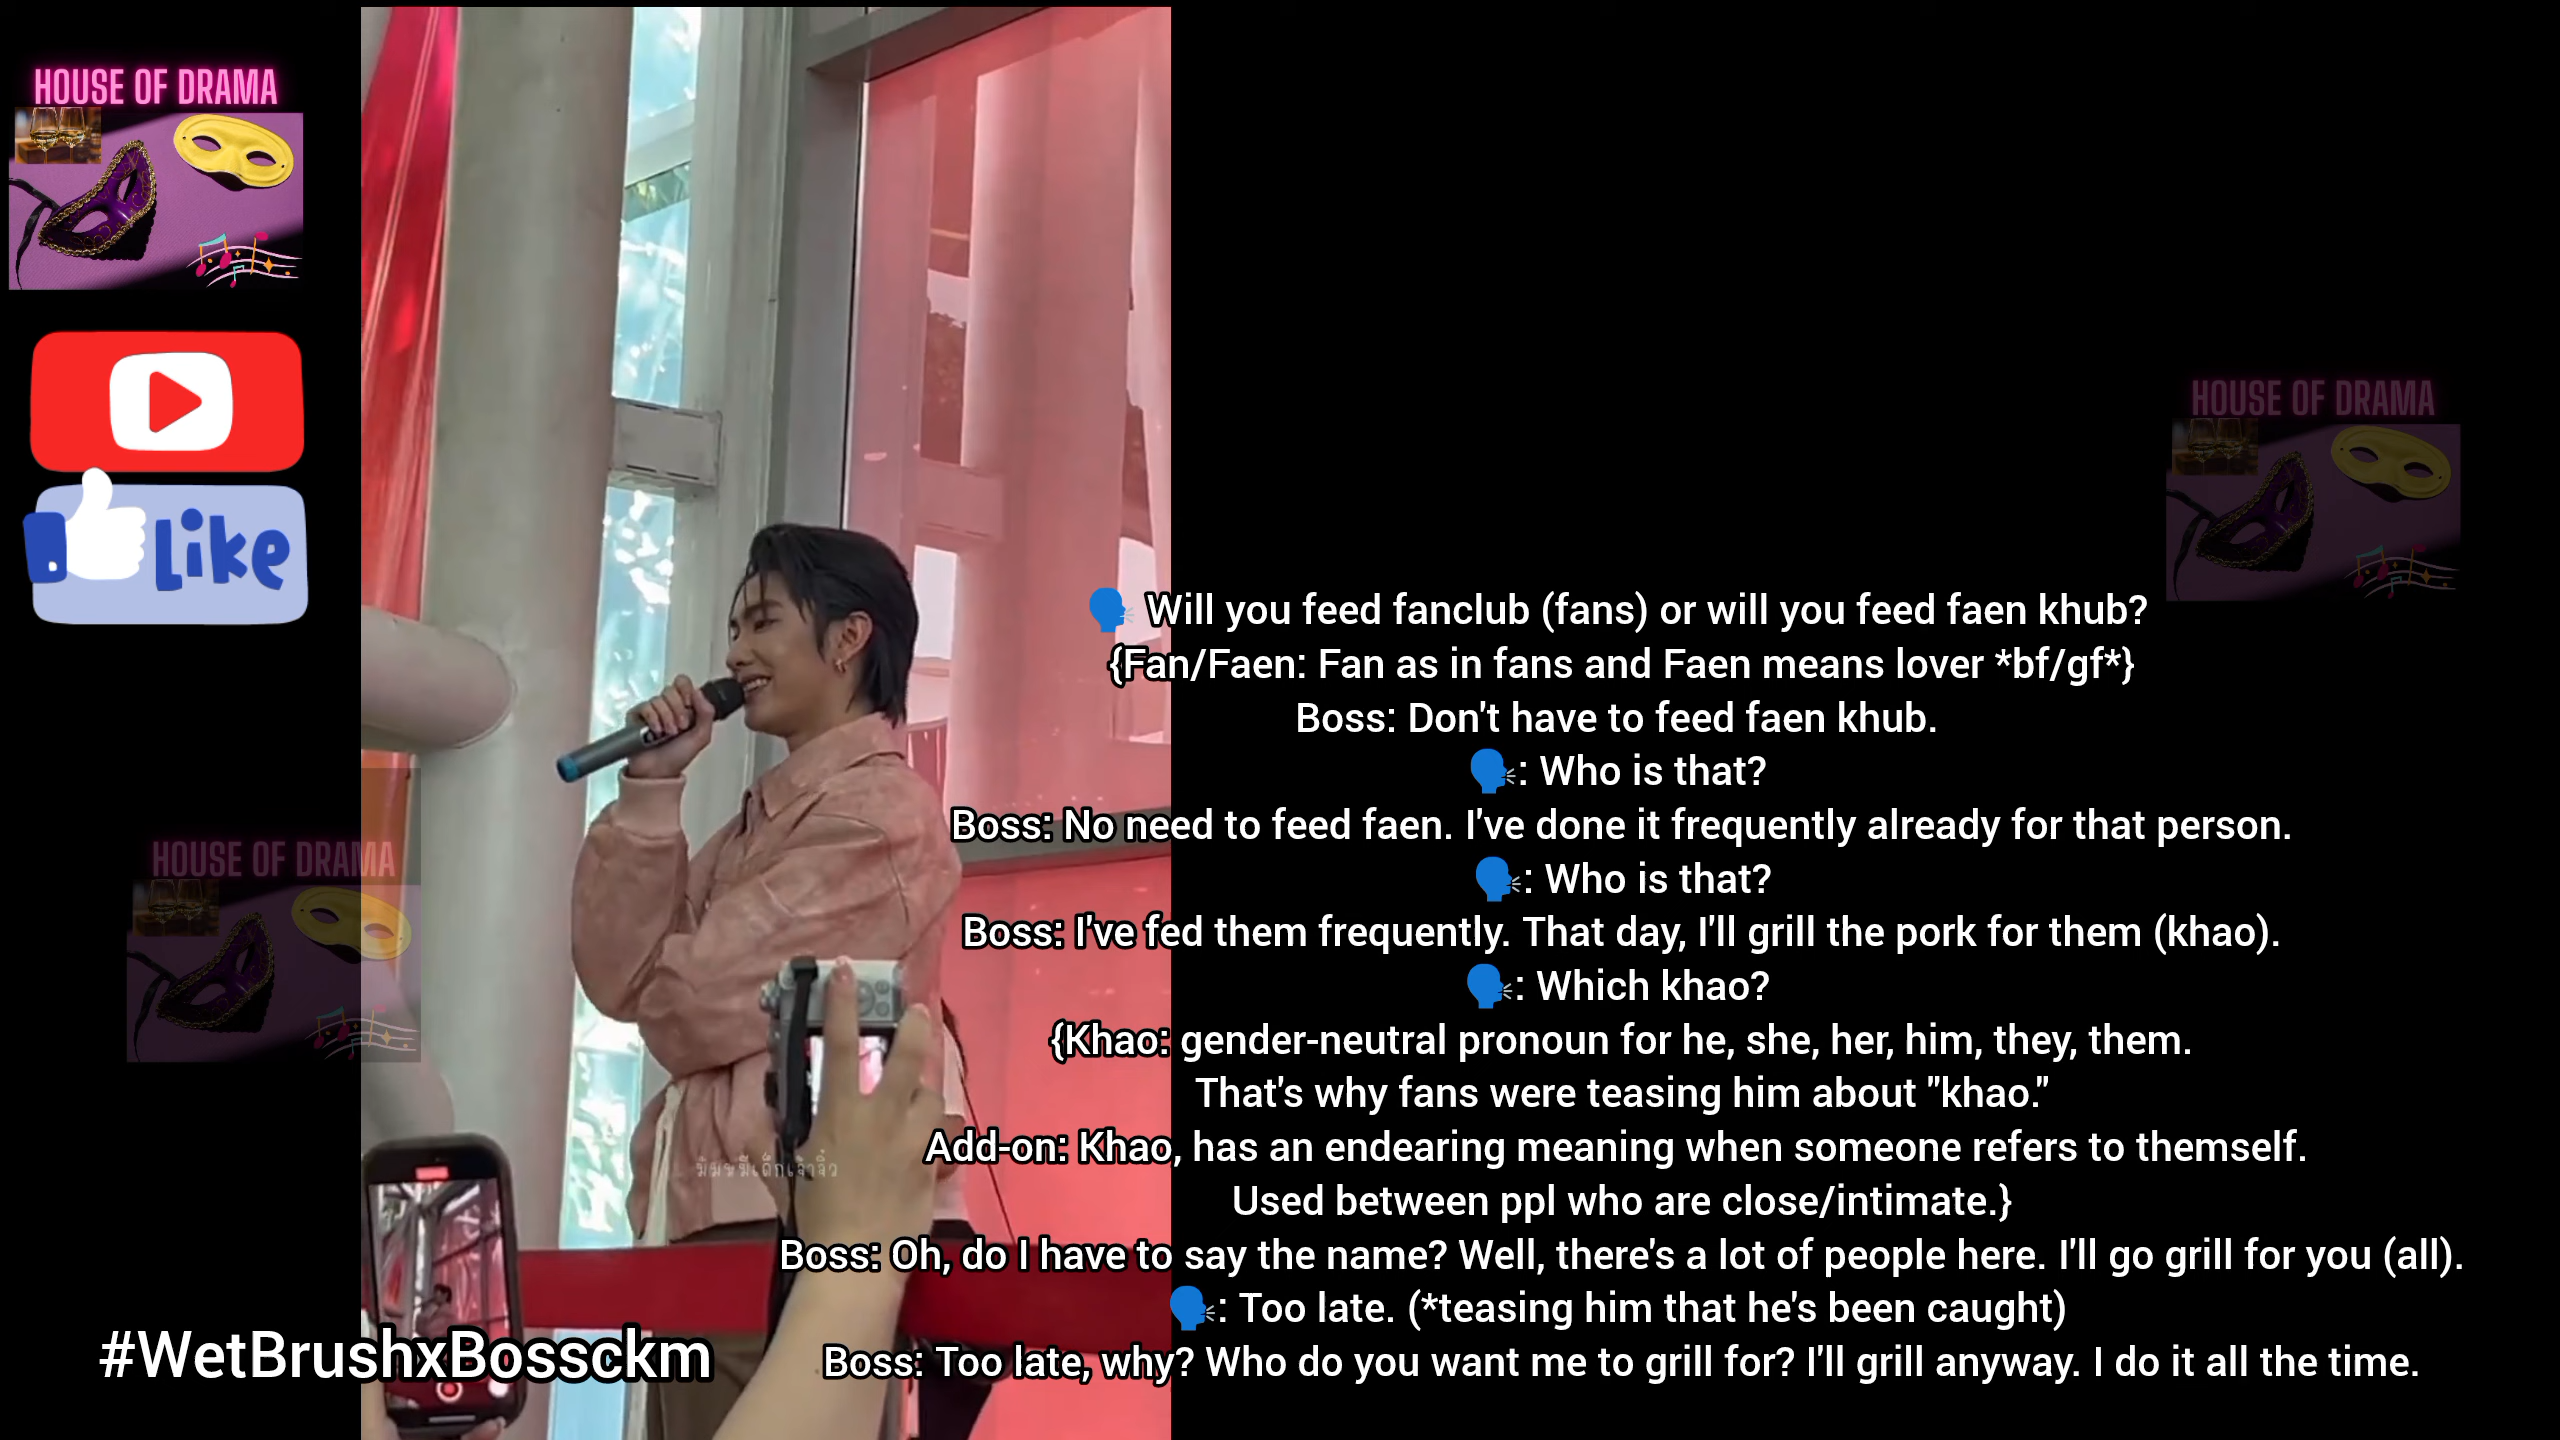 HOUSE OF DRAMA
Like
HOUSE OF DRAMA
🗣 Will you feed fanclub (fans) or will you feed faen khub?
{Fan/Faen: Fan as in fans and Faen means lover *bf/gf*}
Boss: Don't have to feed faen khub.
🗣: Who is that?
Boss: No need to feed faen. I've done it frequently already for that person.
HOUSE OF DRAMA
🗣: Who is that?
Boss: I've fed them frequently. That day, I'll grill the pork for them (khao).
🗣: Which khao?
{Khao: gender-neutral pronoun for he, she, her, him, they, them.
That's why fans were teasing him about "khao."
Add-on: Khao, has an endearing meaning when someone refers to themself.
Used between ppl who are close/intimate.}
Boss: Oh, do I have to say the name? Well, there's a lot of people here. I'll go grill for you (all).
🗣: Too late. (*teasing him that he's been caught)
Boss: Too late, why? Who do you want me to grill for? I'll grill anyway. I do it all the time.
#WetBrushxBossckm